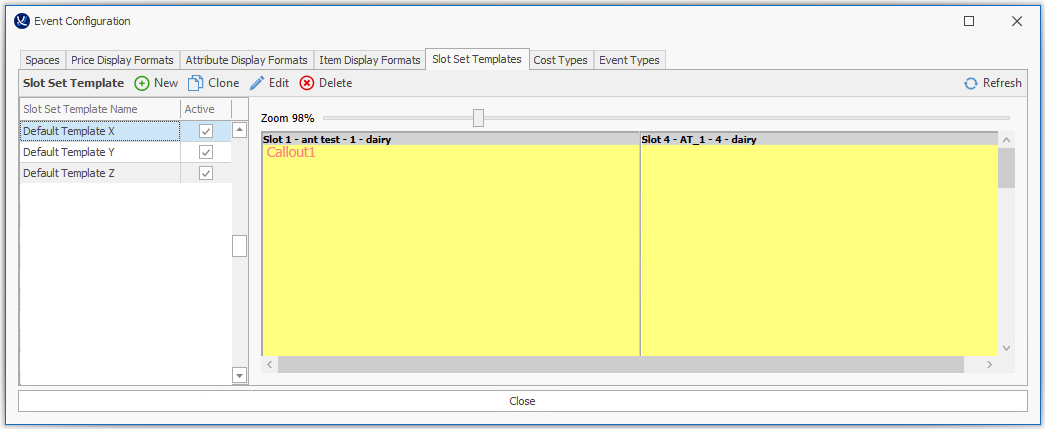 Event Configuration
Spaces Price Display Formats Attribute Display Formats Item Display Formats Slot Set Templates Cost Types Event Types
Slot Set Template New Clone Edit Delete Refresh
Slot Set Template Name Active
Default Template X
Default Template Y
Default Template Z
Zoom 98%
Slot 1 - ant test - 1 - dairy Slot 4 - AT_1 - 4 - dairy
Callout1
Close